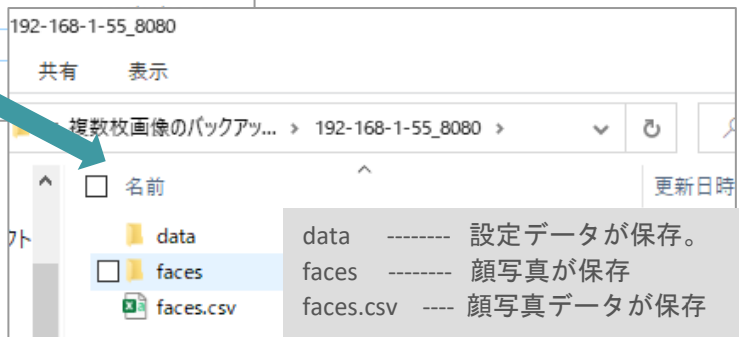 192-168-1-55_8080
共有 表示
複数枚画像のバックアッ... › 192-168-1-55_8080 ›
名前 更新日時
フト
data
faces
faces.csv
data -------- 設定データが保存。
faces -------- 顔写真が保存
faces.csv ---- 顔写真データが保存